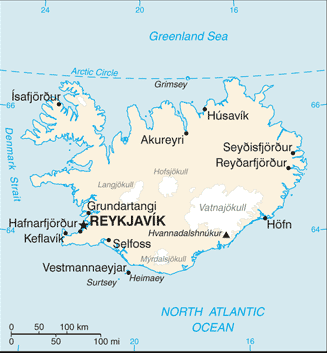 24
20
16
Greenland Sea
Arctic Circle
Grimsey
Ísafjörður
66
66
Húsavík
Akureyri
Denmark Strait
Seyðisfjörður
Reyðarfjörður
Hofsjökull
Langjökull
Vatnajökull
Grundartangi
Hafnarfjörður
REYKJAVÍK
Höfn
64
64
Keflavík
Hvannadalshnúkur
Selfoss
Mýrdalsjökull
Vestmannaeyjar
Heimaey
Surtsey
NORTH ATLANTIC
OCEAN
0 50 100 km
0 50 100 mi
20
16